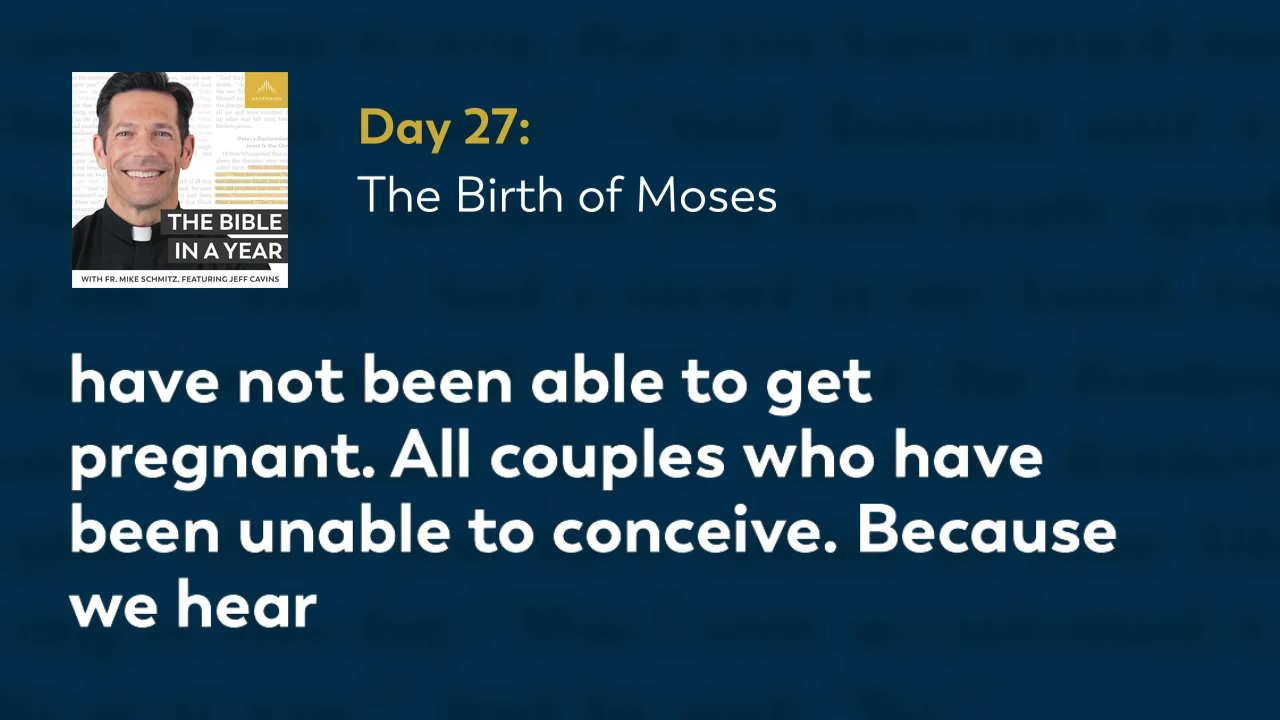 ASCENSION
THE BIBLE
IN A YEAR
WITH FR. MIKE SCHMITZ, FEATURING JEFF CAVINS
Day 27:
The Birth of Moses
have not been able to get
pregnant. All couples who have
been unable to conceive. Because
we hear